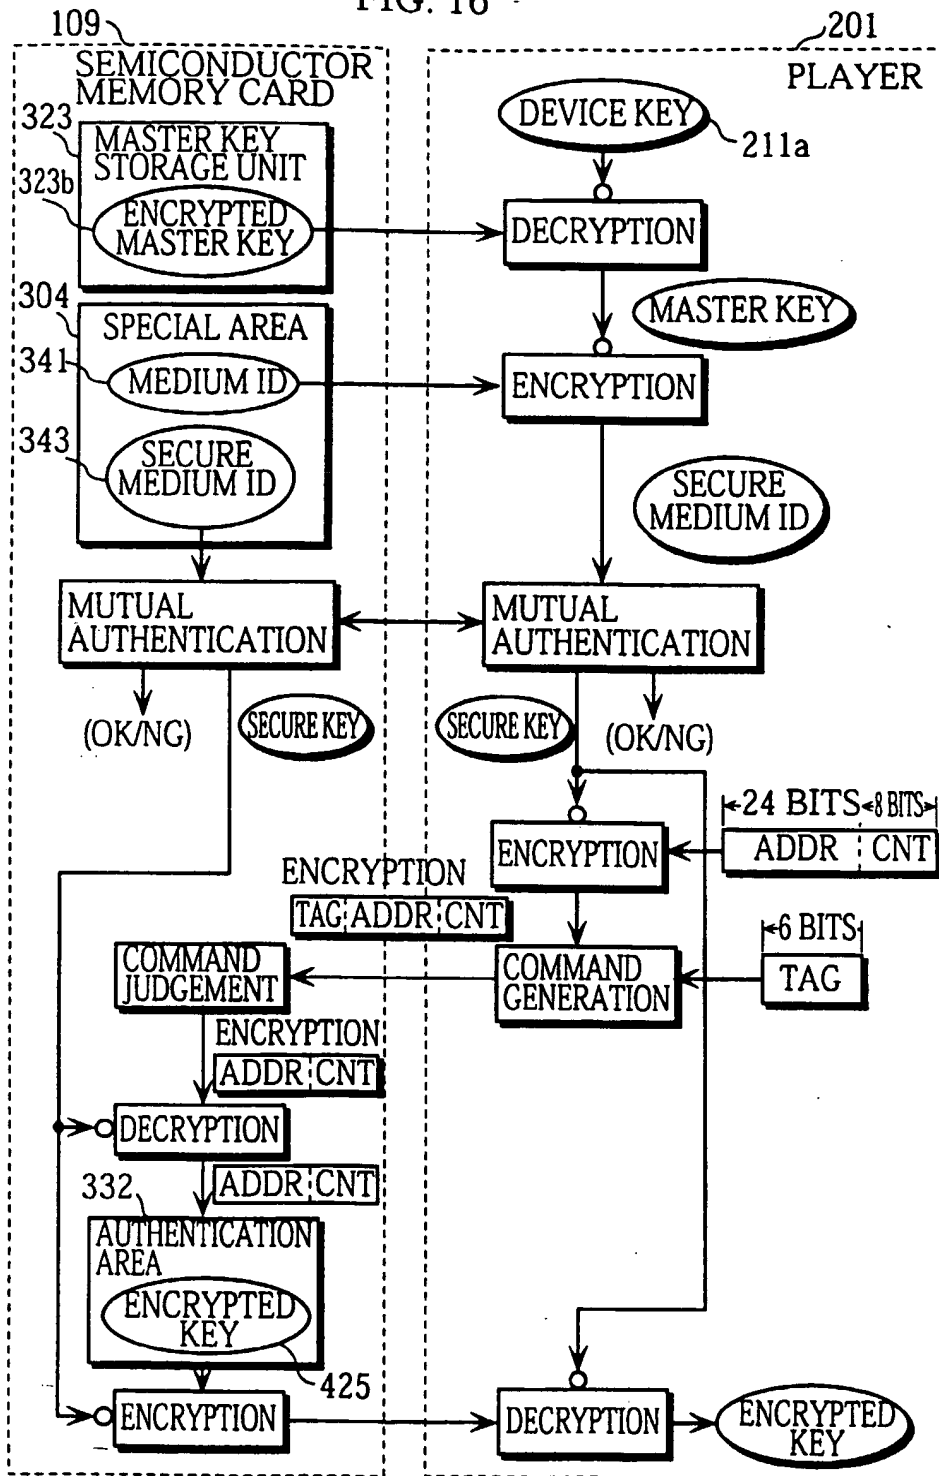 FIG. 16
109
201
SEMICONDUCTOR
MEMORY CARD
PLAYER
323
MASTER KEY
STORAGE UNIT
323b
ENCRYPTED
MASTER KEY
DEVICE KEY
211a
DECRYPTION
304
SPECIAL AREA
MASTER KEY
341
MEDIUM ID
ENCRYPTION
343
SECURE
MEDIUM ID
SECURE
MEDIUM ID
MUTUAL
AUTHENTICATION
MUTUAL
AUTHENTICATION
(OK/NG)
SECURE KEY
SECURE KEY
(OK/NG)
24 BITS
8 BITS
ENCRYPTION
ADDR CNT
ENCRYPTION
TAG ADDR CNT
6 BITS
COMMAND
JUDGEMENT
COMMAND
GENERATION
TAG
ENCRYPTION
ADDR CNT
DECRYPTION
ADDR CNT
332
AUTHENTICATION
AREA
ENCRYPTED
KEY
425
ENCRYPTION
DECRYPTION
ENCRYPTED
KEY